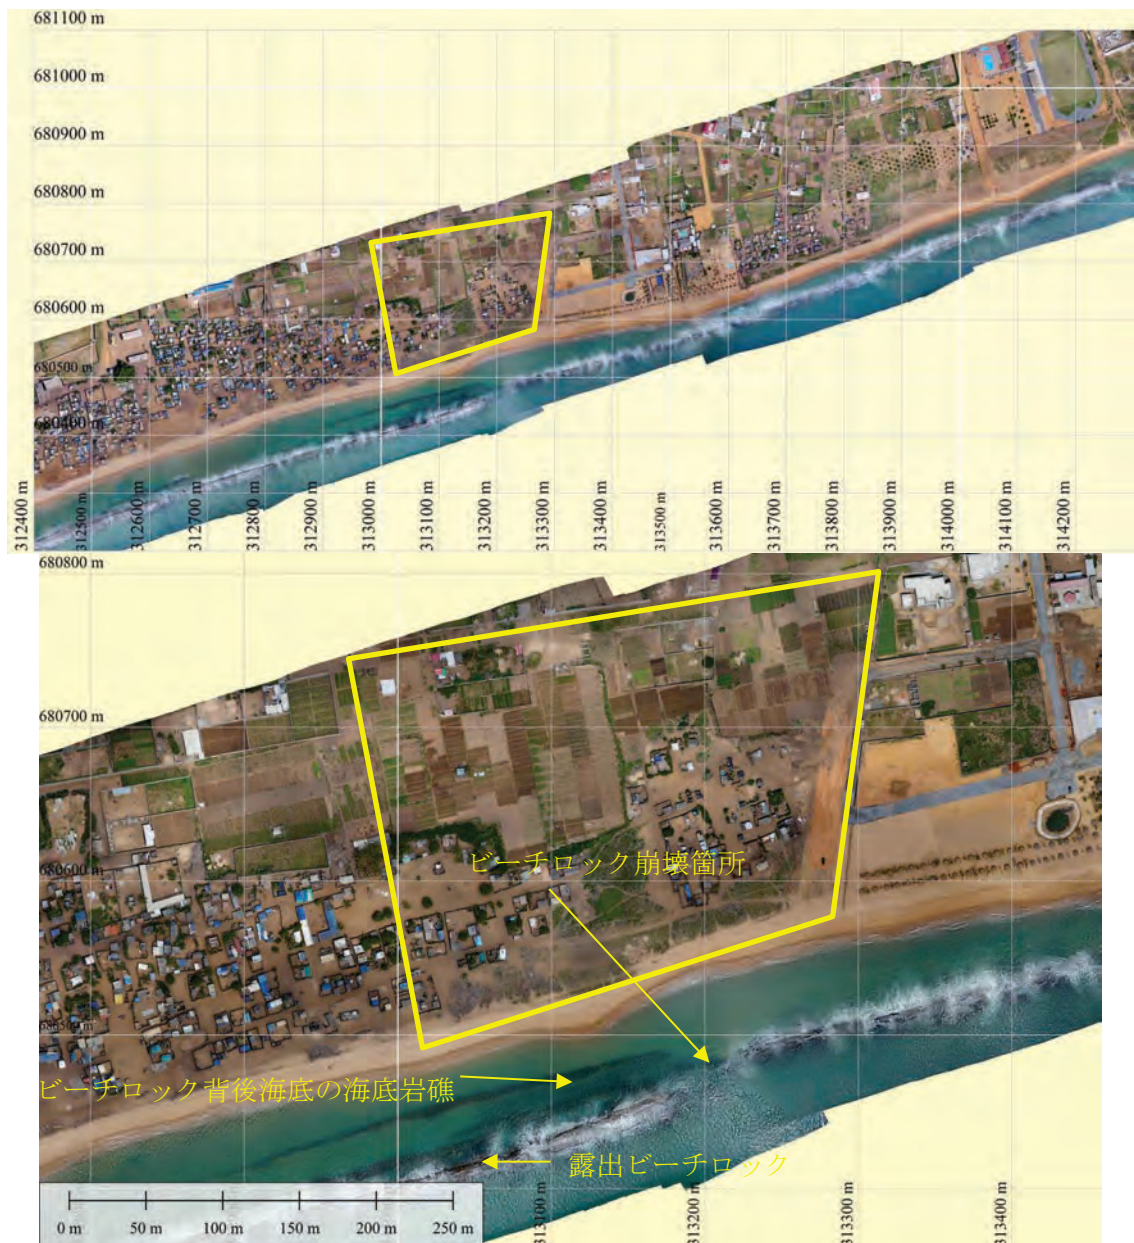 681100 m
681000 m
680900 m
680800 m
680700 m
680600 m
680500 m
680400 m
312400 m
312500 m
312600 m
312700 m
312800 m
312900 m
313000 m
313100 m
313200 m
313300 m
313400 m
313500 m
313600 m
313700 m
313800 m
313900 m
314000 m
314100 m
314200 m
680800 m
680700 m
ビーチロック崩壊箇所
680600 m
680500 m
ビーチロック背後海底の海底岩礁
露出ビーチロック
0 m 50 m 100 m 150 m 200 m 250 m
313100 m
313200 m
313300 m
313400 m